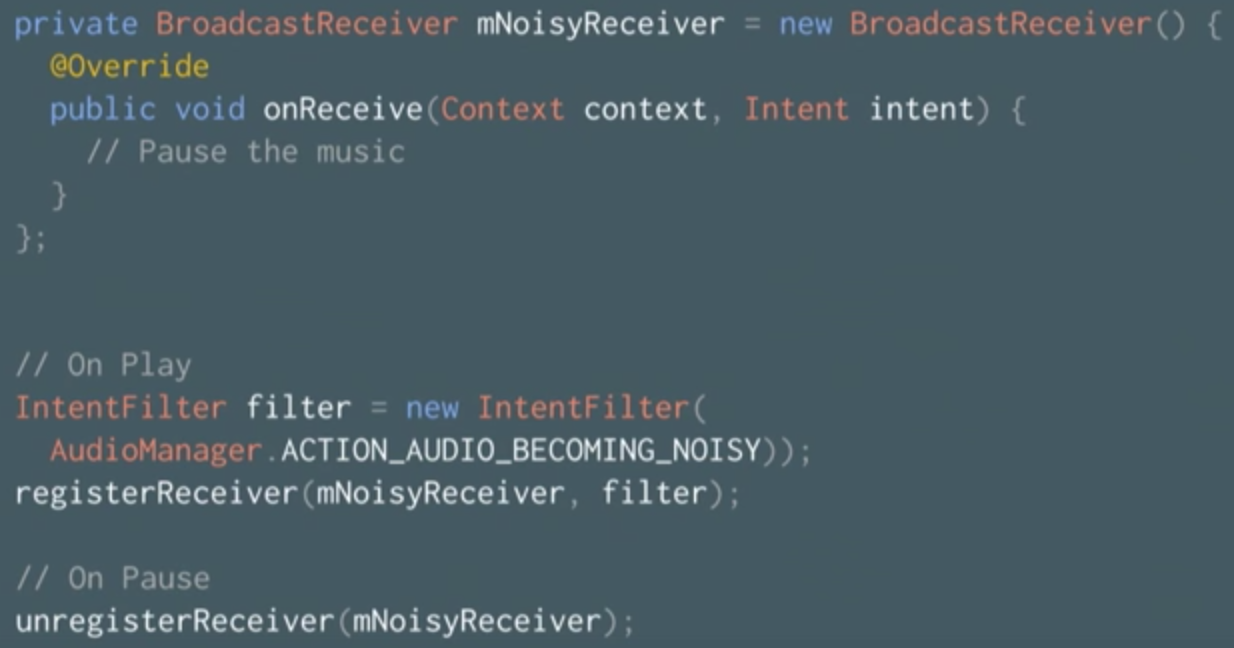 private BroadcastReceiver mNoisyReceiver = new BroadcastReceiver() {
  @Override
  public void onReceive(Context context, Intent intent) {
    // Pause the music
  }
};
// On Play
IntentFilter filter = new IntentFilter(
  AudioManager.ACTION_AUDIO_BECOMING_NOISY));
registerReceiver(mNoisyReceiver, filter);
// On Pause
unregisterReceiver(mNoisyReceiver);